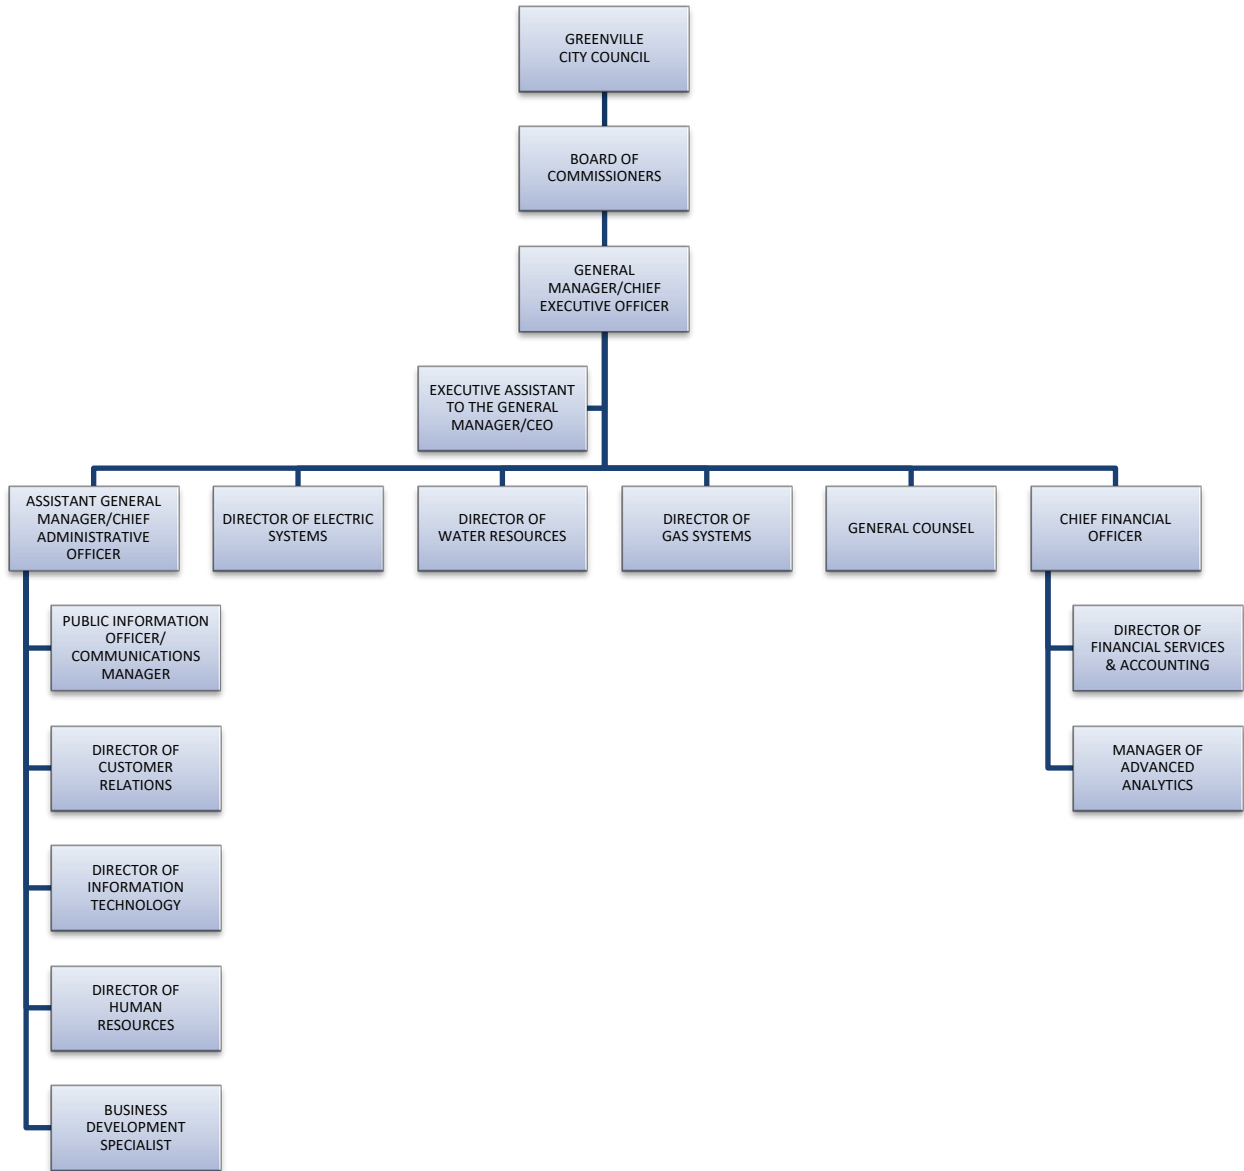 GREENVILLE
CITY COUNCIL
BOARD OF
COMMISSIONERS
GENERAL
MANAGER/CHIEF
EXECUTIVE OFFICER
EXECUTIVE ASSISTANT
TO THE GENERAL
MANAGER/CEO
ASSISTANT GENERAL
MANAGER/CHIEF
ADMINISTRATIVE
OFFICER
DIRECTOR OF ELECTRIC
SYSTEMS
DIRECTOR OF
WATER RESOURCES
DIRECTOR OF
GAS SYSTEMS
GENERAL COUNSEL
CHIEF FINANCIAL
OFFICER
PUBLIC INFORMATION
OFFICER/
COMMUNICATIONS
MANAGER
DIRECTOR OF
CUSTOMER
RELATIONS
DIRECTOR OF
INFORMATION
TECHNOLOGY
DIRECTOR OF
HUMAN
RESOURCES
BUSINESS
DEVELOPMENT
SPECIALIST
DIRECTOR OF
FINANCIAL SERVICES
& ACCOUNTING
MANAGER OF
ADVANCED
ANALYTICS